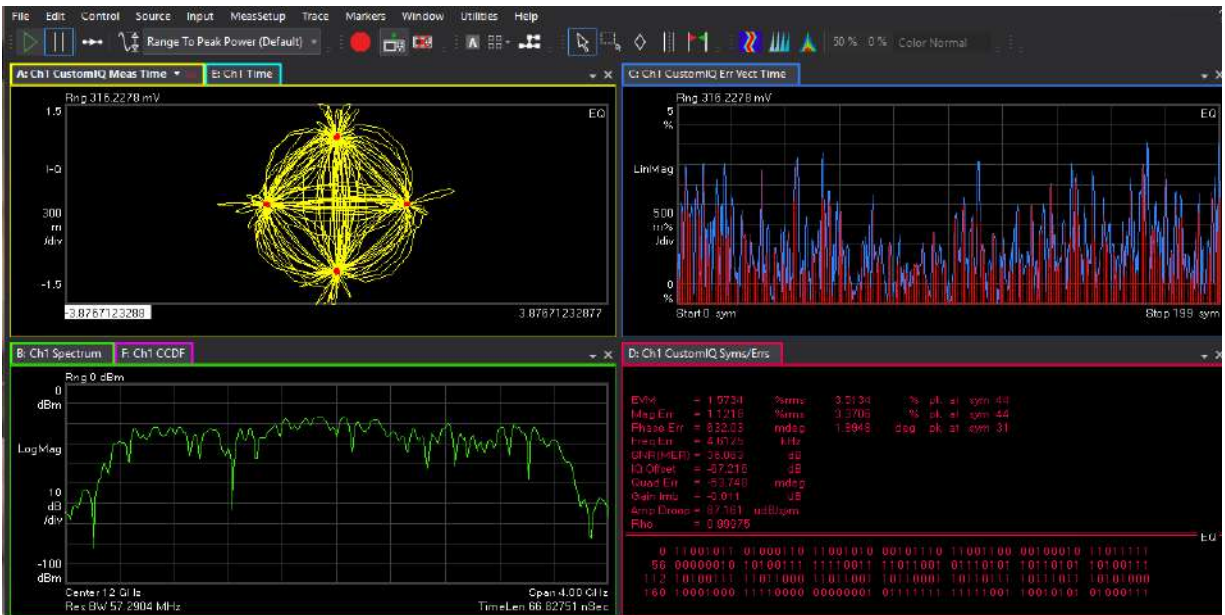 File Edit Control Source Input MeasSetup Trace Markers Window Utilities Help
Range To Peak Power (Default) 50 % 0 % Color Normal
A: Ch1 CustomIQ Meas Time
E: Ch1 Time
Rng 316.2278 mV
1.5
EQ
I-Q
300
m
/div
-1.5
-3.8767123288
3.87671232877
C: Ch1 CustomIQ Err Vect Time
Rng 316.2278 mV
5
%
EQ
LinMag
500
m%
/div
0
%
Start 0 sym
Stop 199 sym
B: Ch1 Spectrum
F: Ch1 CCDF
Rng 0 dBm
0
dBm
LogMag
10
dB
/div
-100
dBm
Center 12 GHz
Span 4.00 GHz
Res BW 57.2904 MHz
TimeLen 66.82751 nSec
D: Ch1 CustomIQ Syms/Errs
EVM = 1.5734 %rms 3.5134 % pk at sym 44
Mag Err = 1.1216 %rms 3.3706 % pk at sym 44
Phase Err = 632.03 mdeg 1.8948 deg pk at sym 31
Freq Err = 4.6125 kHz
SNR(MER) = 36.063 dB
IQ Offset = -67.216 dB
Quad Err = -53.748 mdeg
Gain Imb = -0.011 dB
Amp Droop = 87.161 udB/sym
Rho = 0.99975
EQ
0 11001011 01000110 11001010 00101110 11001100 00100010 11011111
56 00000010 10100111 11110011 11011001 01110101 10110101 10100111
112 10100111 11011000 11011001 10110001 10110111 10111011 10101000
160 10001000 11110000 00000001 01111111 11111001 10010101 01000111